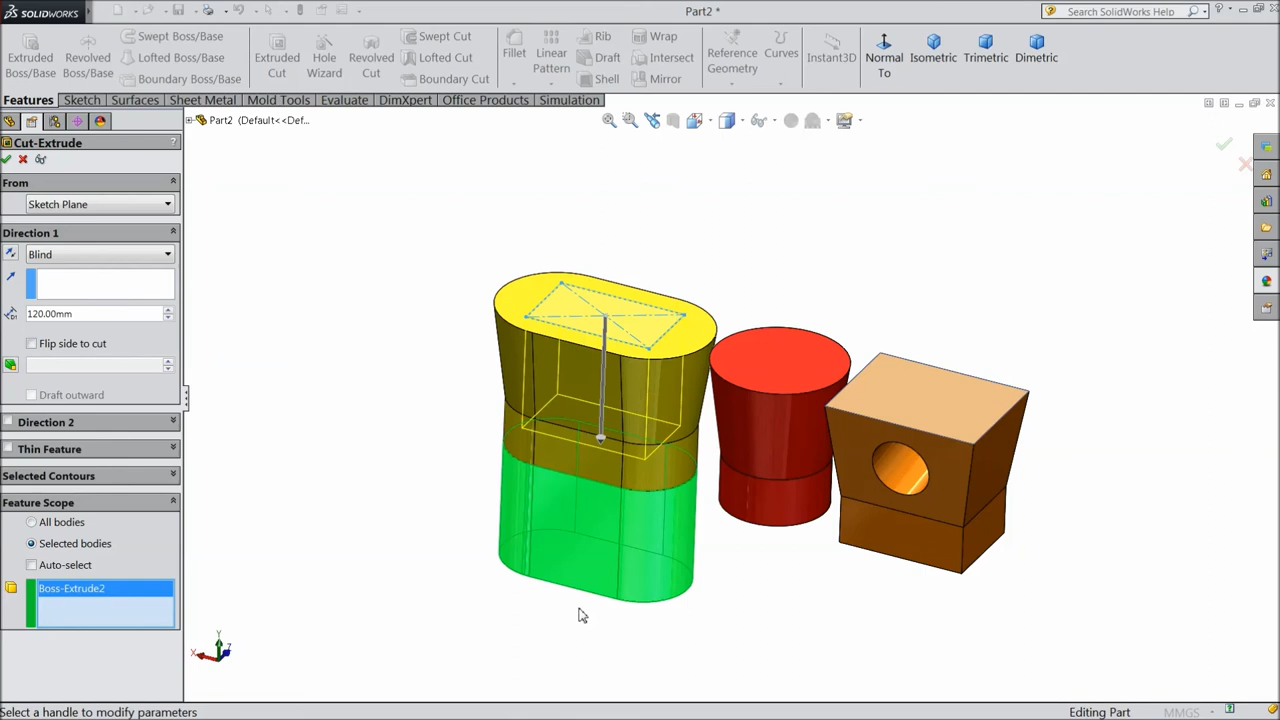 SOLIDWORKS
Part2 *
Search SolidWorks Help
Extruded Boss/Base
Revolved Boss/Base
Swept Boss/Base
Lofted Boss/Base
Boundary Boss/Base
Extruded Cut
Hole Wizard
Revolved Cut
Swept Cut
Lofted Cut
Boundary Cut
Fillet
Linear Pattern
Rib
Draft
Shell
Wrap
Intersect
Mirror
Reference Geometry
Curves
Instant3D
Normal To
Isometric
Trimetric
Dimetric
Features Sketch Surfaces Sheet Metal Mold Tools Evaluate DimXpert Office Products Simulation
Part2 (Default<<Def...
Cut-Extrude
?
From
Sketch Plane
Direction 1
Blind
120.00mm
Flip side to cut
Draft outward
Direction 2
Thin Feature
Selected Contours
Feature Scope
All bodies
Selected bodies
Auto-select
Boss-Extrude2
Y
X
Z
Select a handle to modify parameters
Editing Part
MMGS